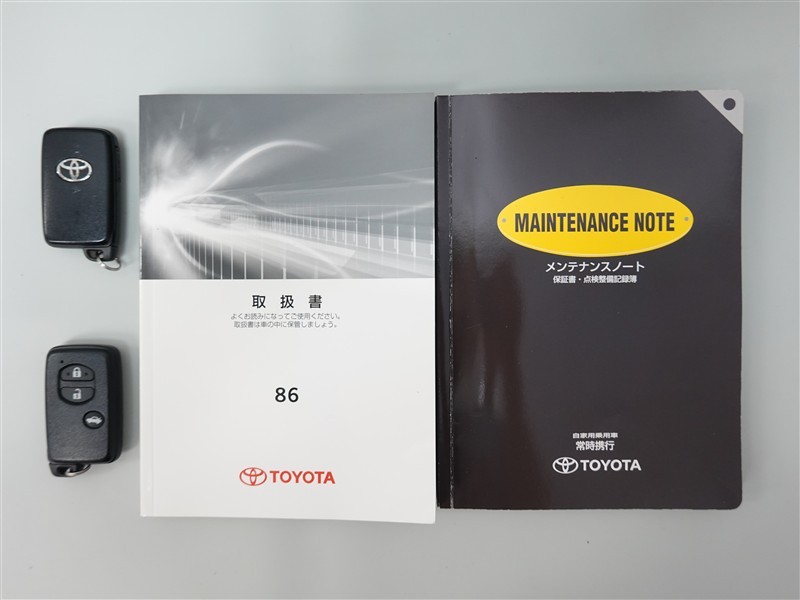 取扱書
よくお読みになってご使用ください。
取扱書は車の中に保管しましょう。
86
TOYOTA
MAINTENANCE NOTE
メンテナンスノート
保証書・点検整備記録簿
自家用乗用車
常時携行
TOYOTA